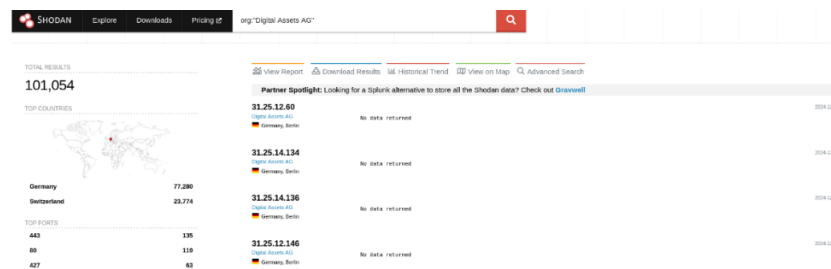 SHODAN Explore Downloads Pricing org:"Digital Assets AG"
TOTAL RESULTS
101,054
TOP COUNTRIES
Germany 77,280
Switzerland 23,774
TOP PORTS
443 135
80 119
427 63
View Report Download Results Historical Trend View on Map Advanced Search
Partner Spotlight: Looking for a Splunk alternative to store all the Shodan data? Check out Gravwell
31.25.12.60
Digital Assets AG
Germany, Berlin
No data returned
31.25.14.134
Digital Assets AG
Germany, Berlin
No data returned
31.25.14.136
Digital Assets AG
Germany, Berlin
No data returned
31.25.12.146
Digital Assets AG
Germany, Berlin
No data returned